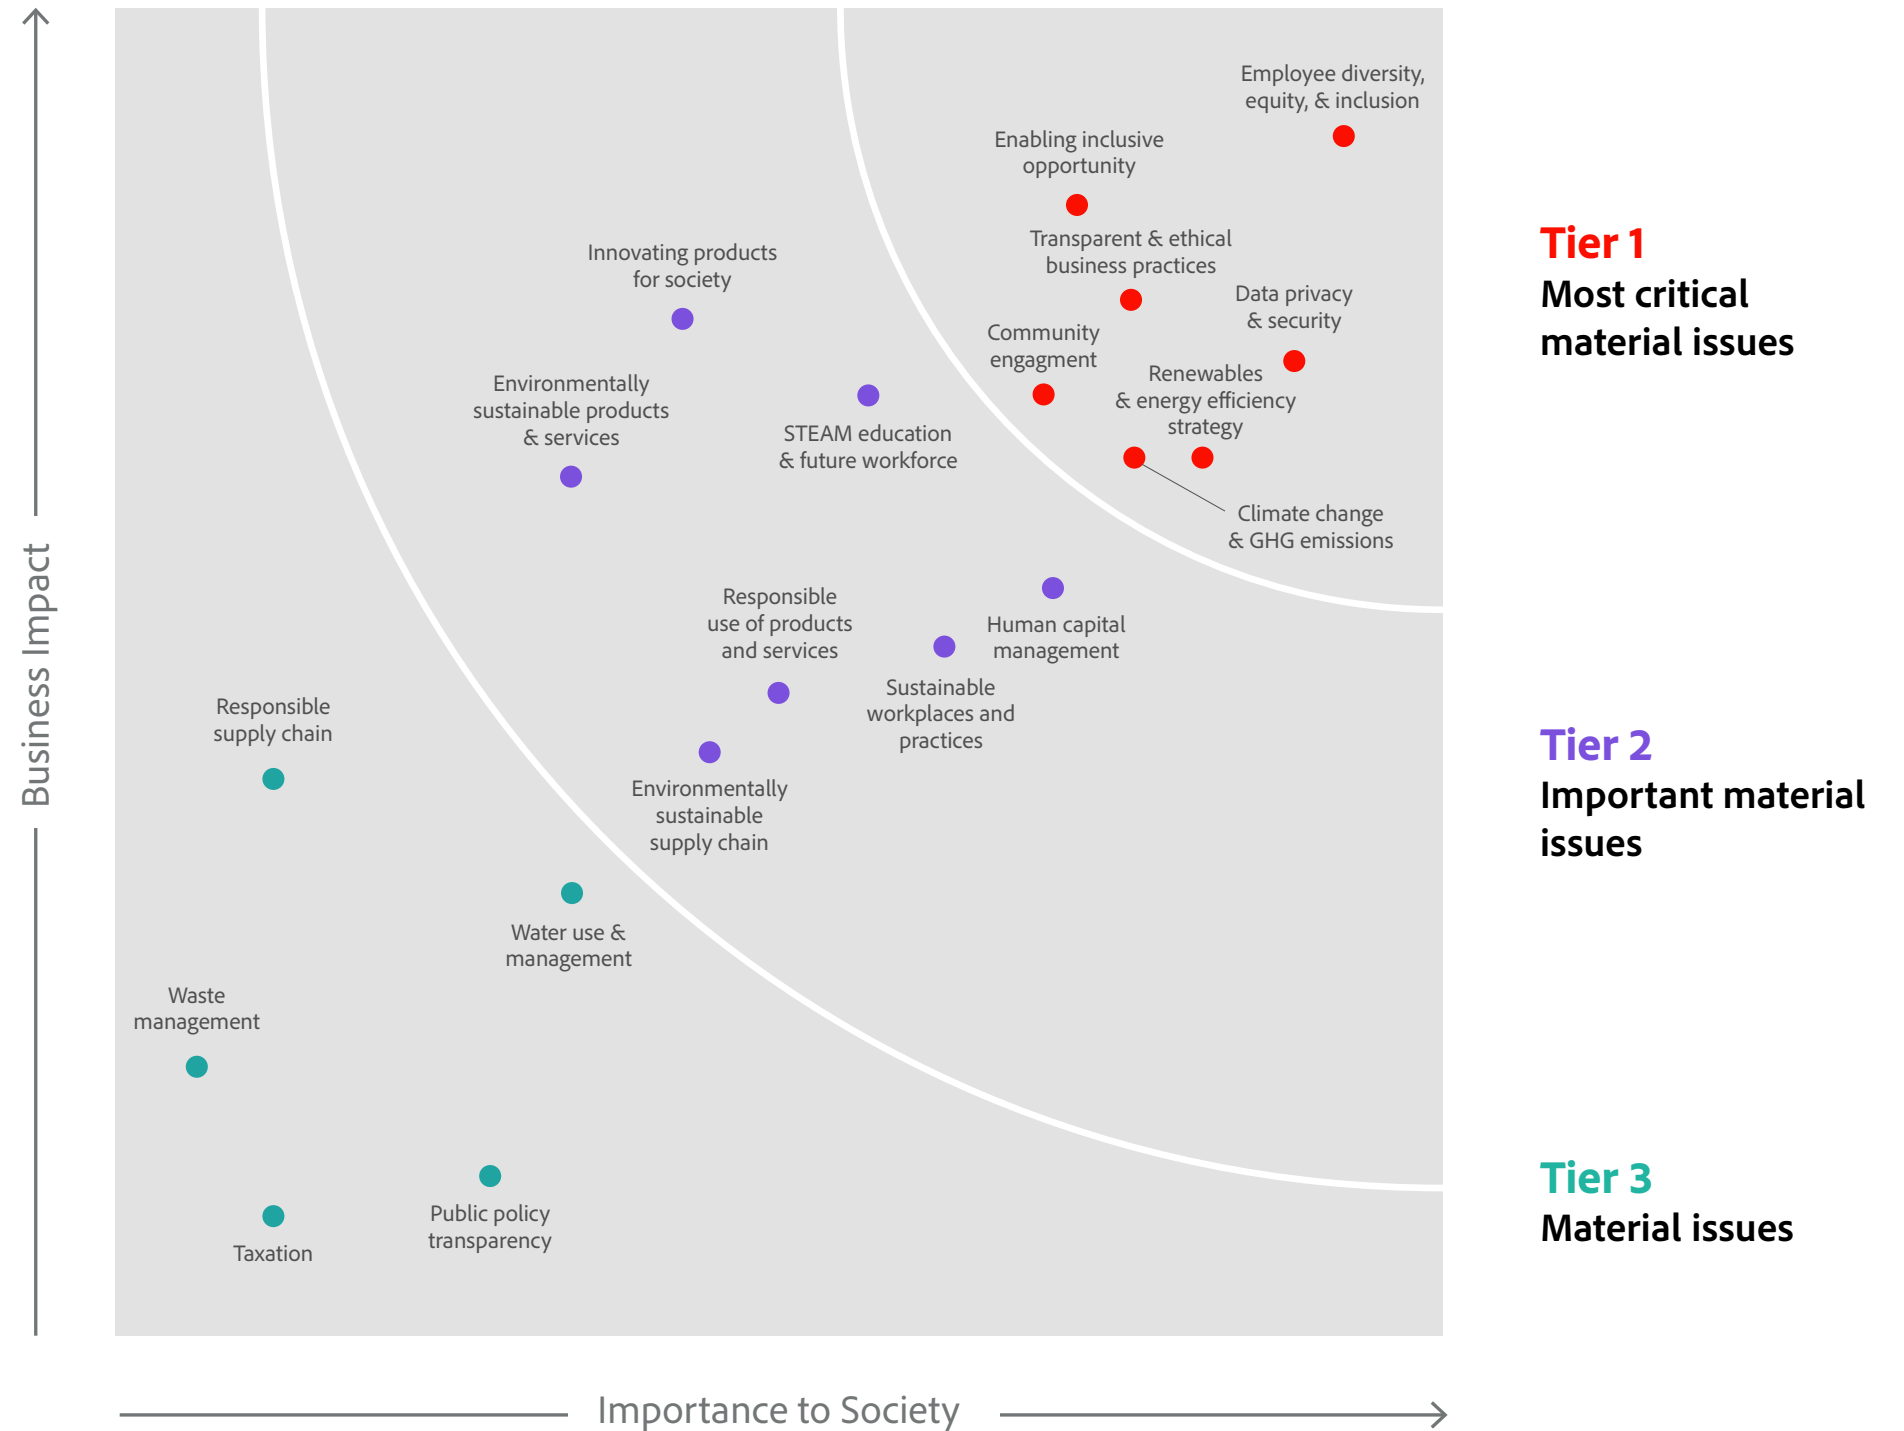 Employee diversity,
equity, & inclusion
Enabling inclusive
opportunity
Transparent & ethical
business practices
Innovating products
for society
Data privacy
& security
Community
engagment
Renewables
& energy efficiency
strategy
Environmentally
sustainable products
& services
STEAM education
& future workforce
Climate change
& GHG emissions
Responsible
use of products
and services
Human capital
management
Sustainable
workplaces and
practices
Responsible
supply chain
Environmentally
sustainable
supply chain
Water use &
management
Waste
management
Public policy
transparency
Taxation
Business Impact
Importance to Society
Tier 1
Most critical
material issues
Tier 2
Important material
issues
Tier 3
Material issues